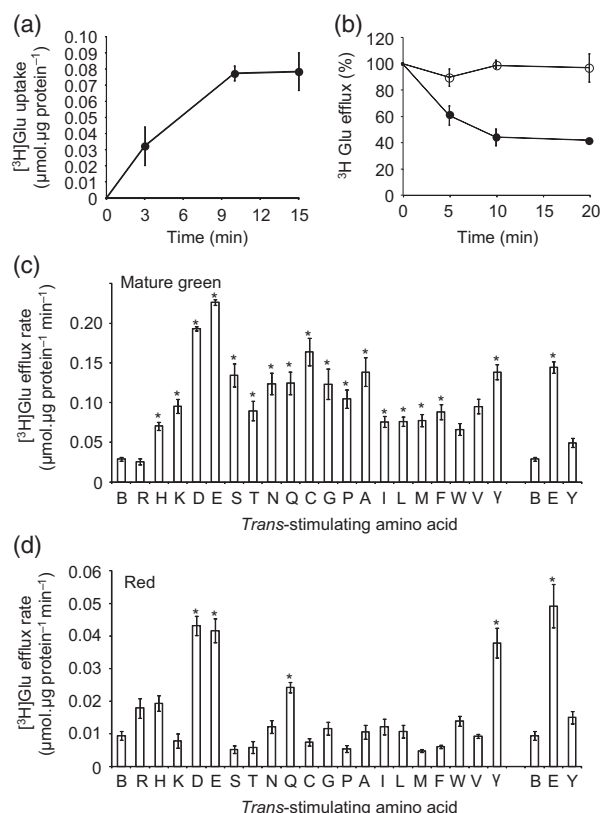 (a)
[³H]Glu uptake
(µmol.µg protein⁻¹)
0.10
0.09
0.08
0.07
0.06
0.05
0.04
0.03
0.02
0.01
0.00
0 3 6 9 12 15
Time (min)
(b)
³H Glu efflux (%)
120
100
80
60
40
20
0
0 5 10 15 20
Time (min)
(c)
Mature green
[³H]Glu efflux rate
(µmol.µg protein⁻¹ min⁻¹)
0.20
0.15
0.10
0.05
0
* * * * * * * * * * * * * * * * * *
B R H K D E S T N Q C G P A I L M F W V γ B E Y
Trans-stimulating amino acid
(d)
Red
[³H]Glu efflux rate
(µmol.µg protein⁻¹ min⁻¹)
0.06
0.05
0.04
0.03
0.02
0.01
0
* * * * *
B R H K D E S T N Q C G P A I L M F W V γ B E Y
Trans-stimulating amino acid